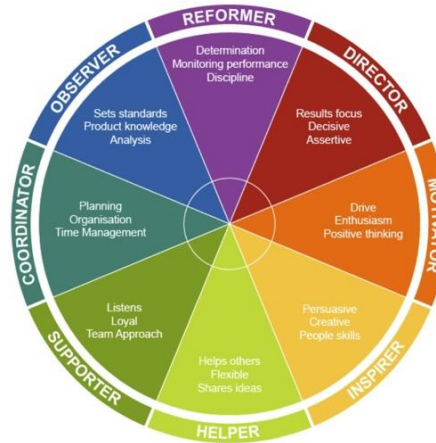 REFORMER
Determination
Monitoring performance
Discipline
DIRECTOR
Results focus
Decisive
Assertive
MOTIVATOR
Drive
Enthusiasm
Positive thinking
INSPIRER
Persuasive
Creative
People skills
HELPER
Helps others
Flexible
Shares ideas
SUPPORTER
Listens
Loyal
Team Approach
COORDINATOR
Planning
Organisation
Time Management
OBSERVER
Sets standards
Product knowledge
Analysis